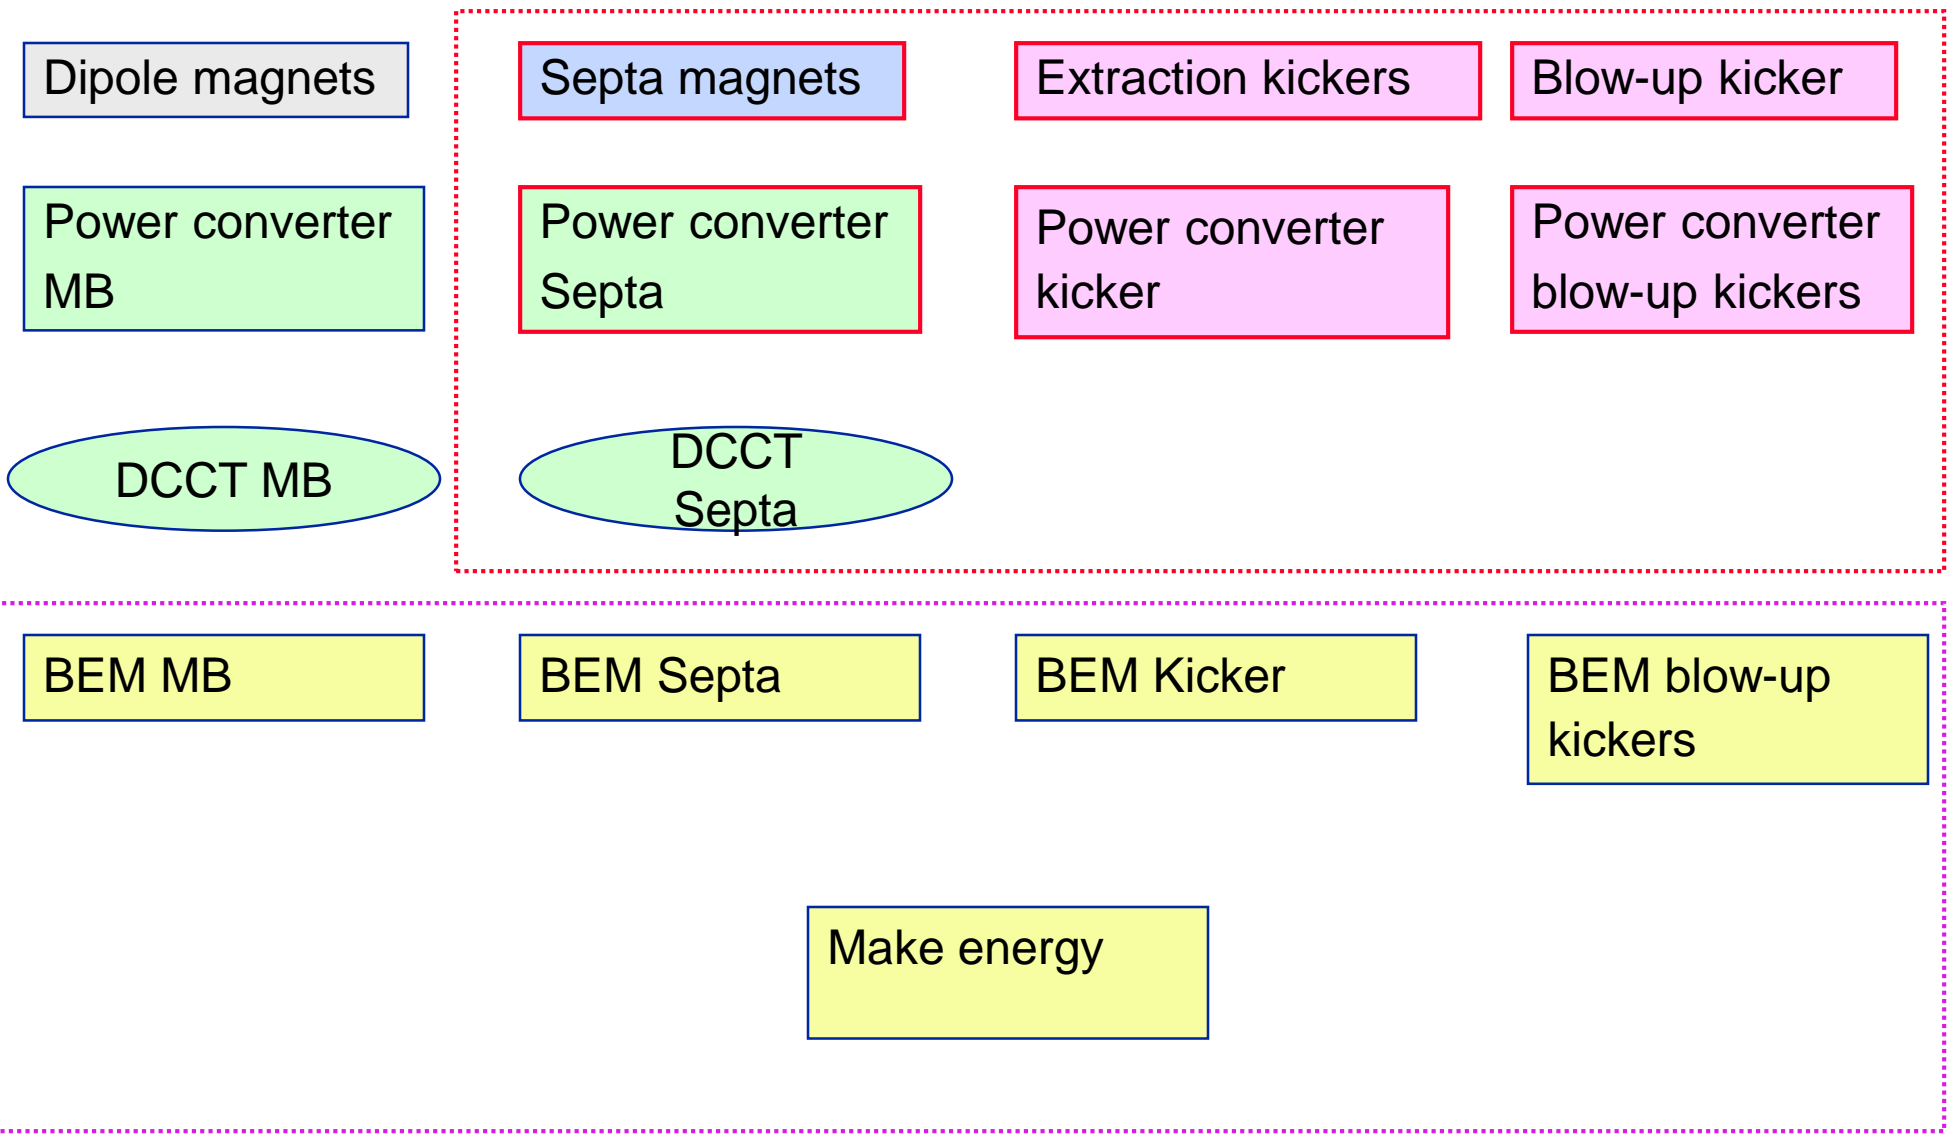 Dipole magnets
Septa magnets
Extraction kickers
Blow-up kicker
Power converter
MB
Power converter
Septa
Power converter
kicker
Power converter
blow-up kickers
DCCT MB
DCCT
Septa
BEM MB
BEM Septa
BEM Kicker
BEM blow-up
kickers
Make energy